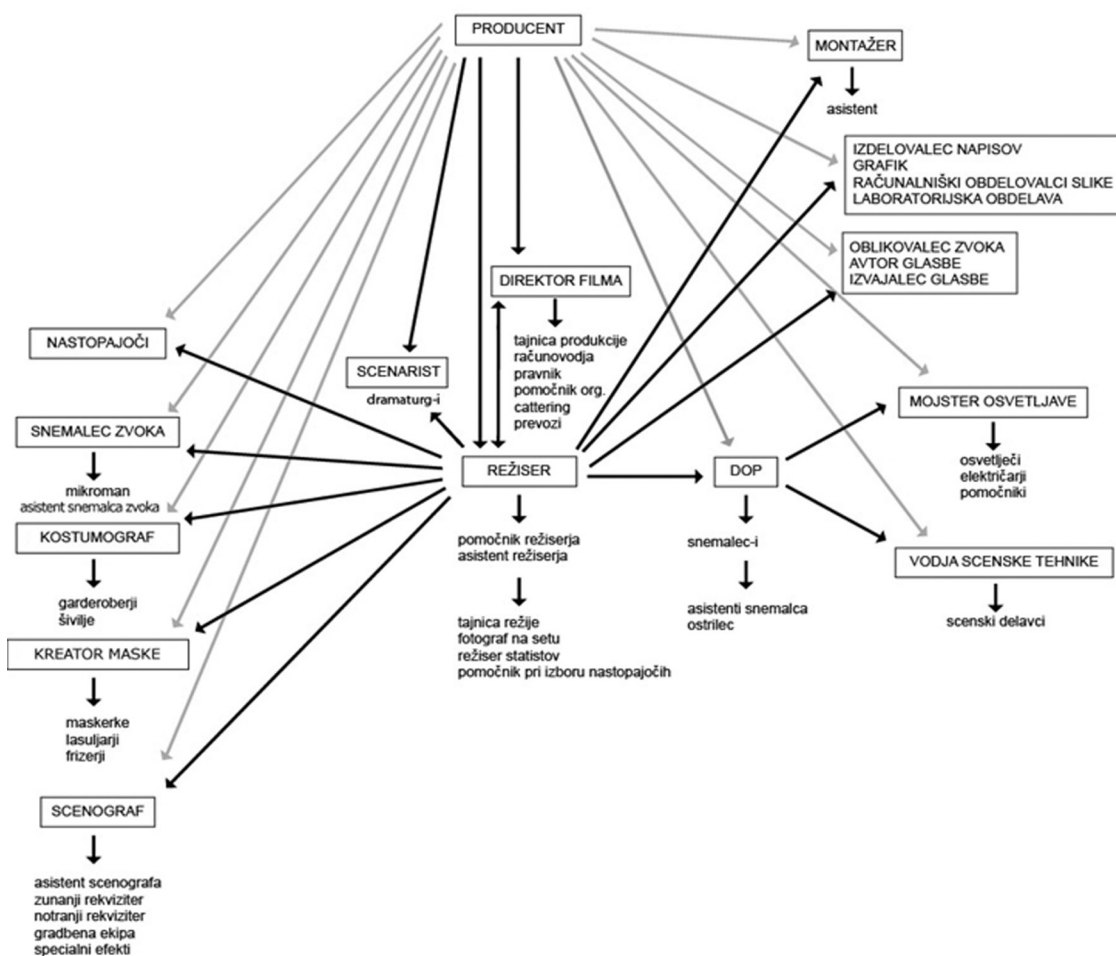 PRODUCENT
MONTAŽER
asistent
IZDELOVALEC NAPISOV
GRAFIK
RAČUNALNIŠKI OBDELOVALCI SLIKE
LABORATORIJSKA OBDELAVA
OBLIKOVALEC ZVOKA
AVTOR GLASBE
IZVAJALEC GLASBE
DIREKTOR FILMA
tajnica produkcije
računovodja
pravnik
pomočnik org.
cattering
prevozi
NASTOPAJOČI
SCENARIST
dramaturg-i
MOJSTER OSVETLJAVE
osvetlječi
električarji
pomočniki
SNEMALEC ZVOKA
mikroman
asistent snemalca zvoka
REŽISER
pomočnik režiserja
asistent režiserja
tajnica režije
fotograf na setu
režiser statistov
pomočnik pri izboru nastopajočih
DOP
snemalec-i
asistenti snemalca
ostrilec
KOSTUMOGRAF
garderoberji
šivilje
VODJA SCENSKE TEHNIKE
scenski delavci
KREATOR MASKE
maskerke
lasuljarji
frizerji
SCENOGRAF
asistent scenografa
zunanji rekviziter
notranji rekviziter
gradbena ekipa
specialni efekti